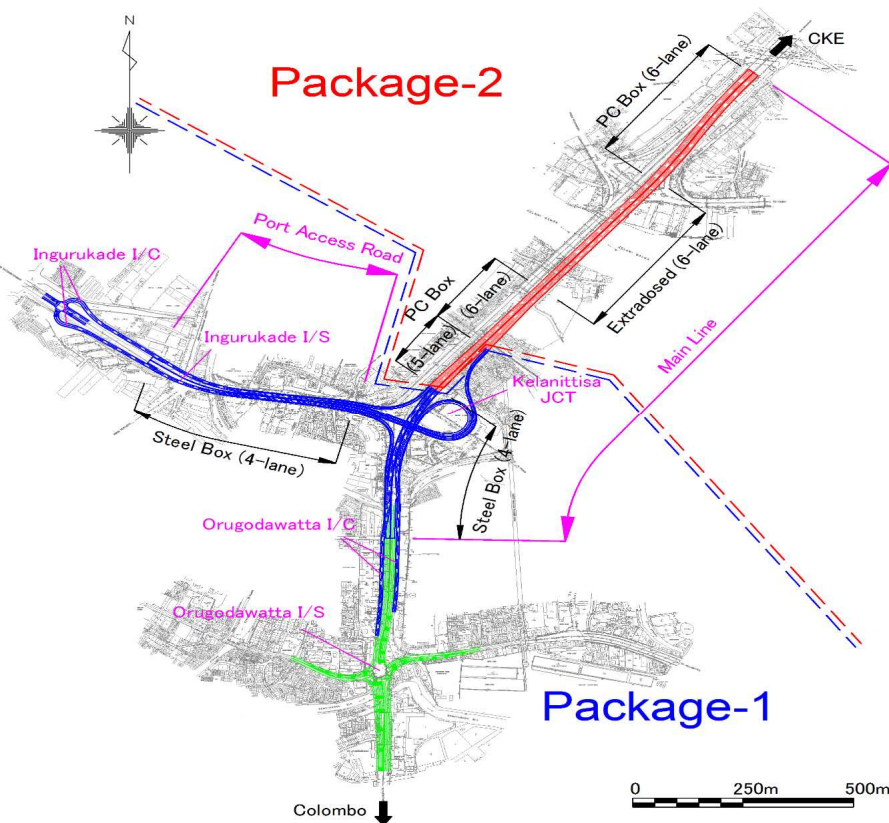 N
CKE
Package-2
PC Box (6-lane)
Port Access Road
Ingurukade I/C
Extradosed (6-lane)
PC Box
(6-lane)
(5-lane)
Ingurukade I/S
Main Line
Kelanittisa
JCT
Steel Box (4-lane)
Steel Box (4-lane)
Orugodawatta I/C
Orugodawatta I/S
Package-1
0 250m 500m
Colombo